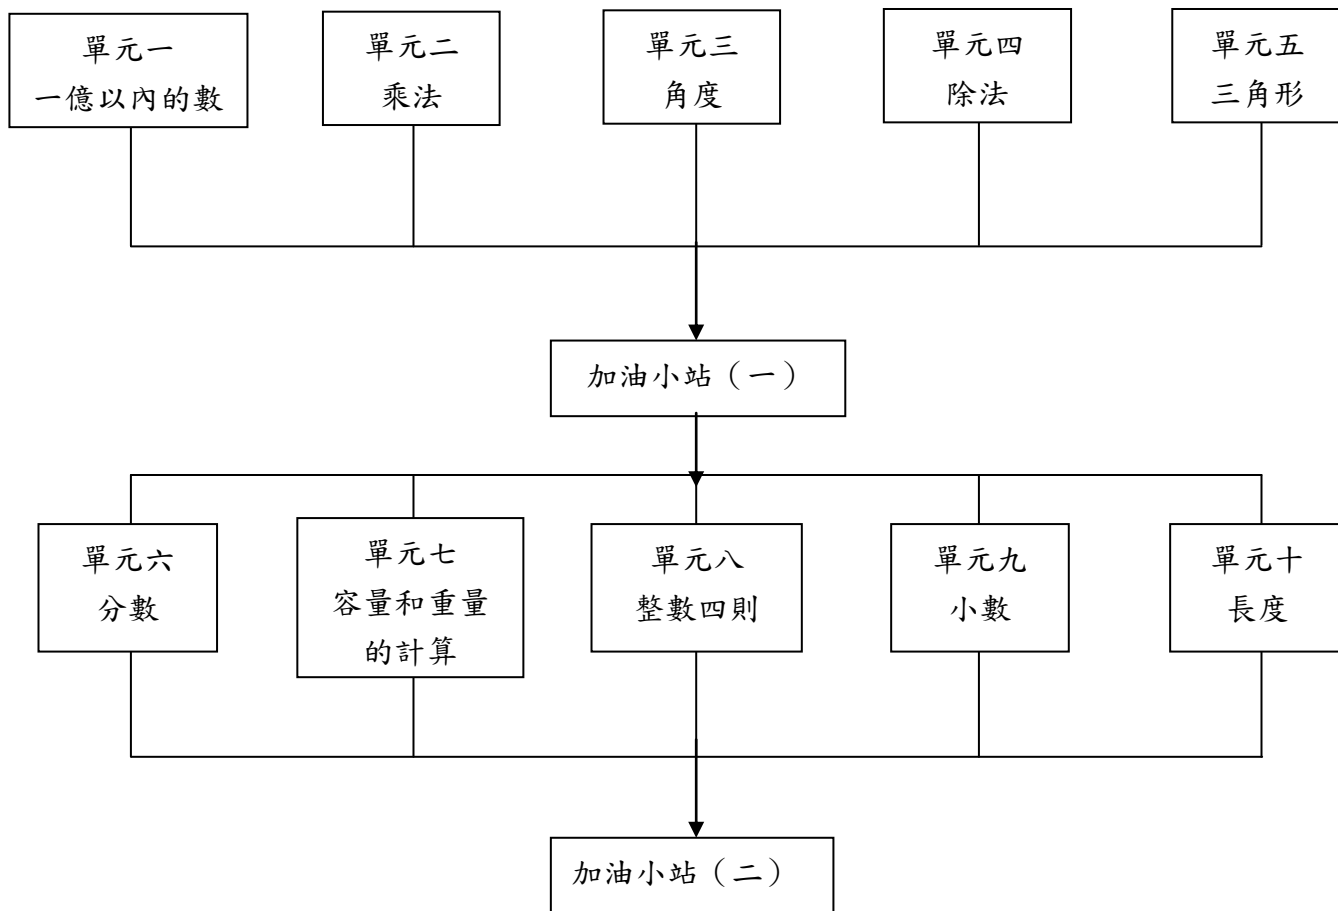 單元一
一億以內的數
單元二
乘法
單元三
角度
單元四
除法
單元五
三角形
加油小站（一）
單元六
分數
單元七
容量和重量
的計算
單元八
整數四則
單元九
小數
單元十
長度
加油小站（二）